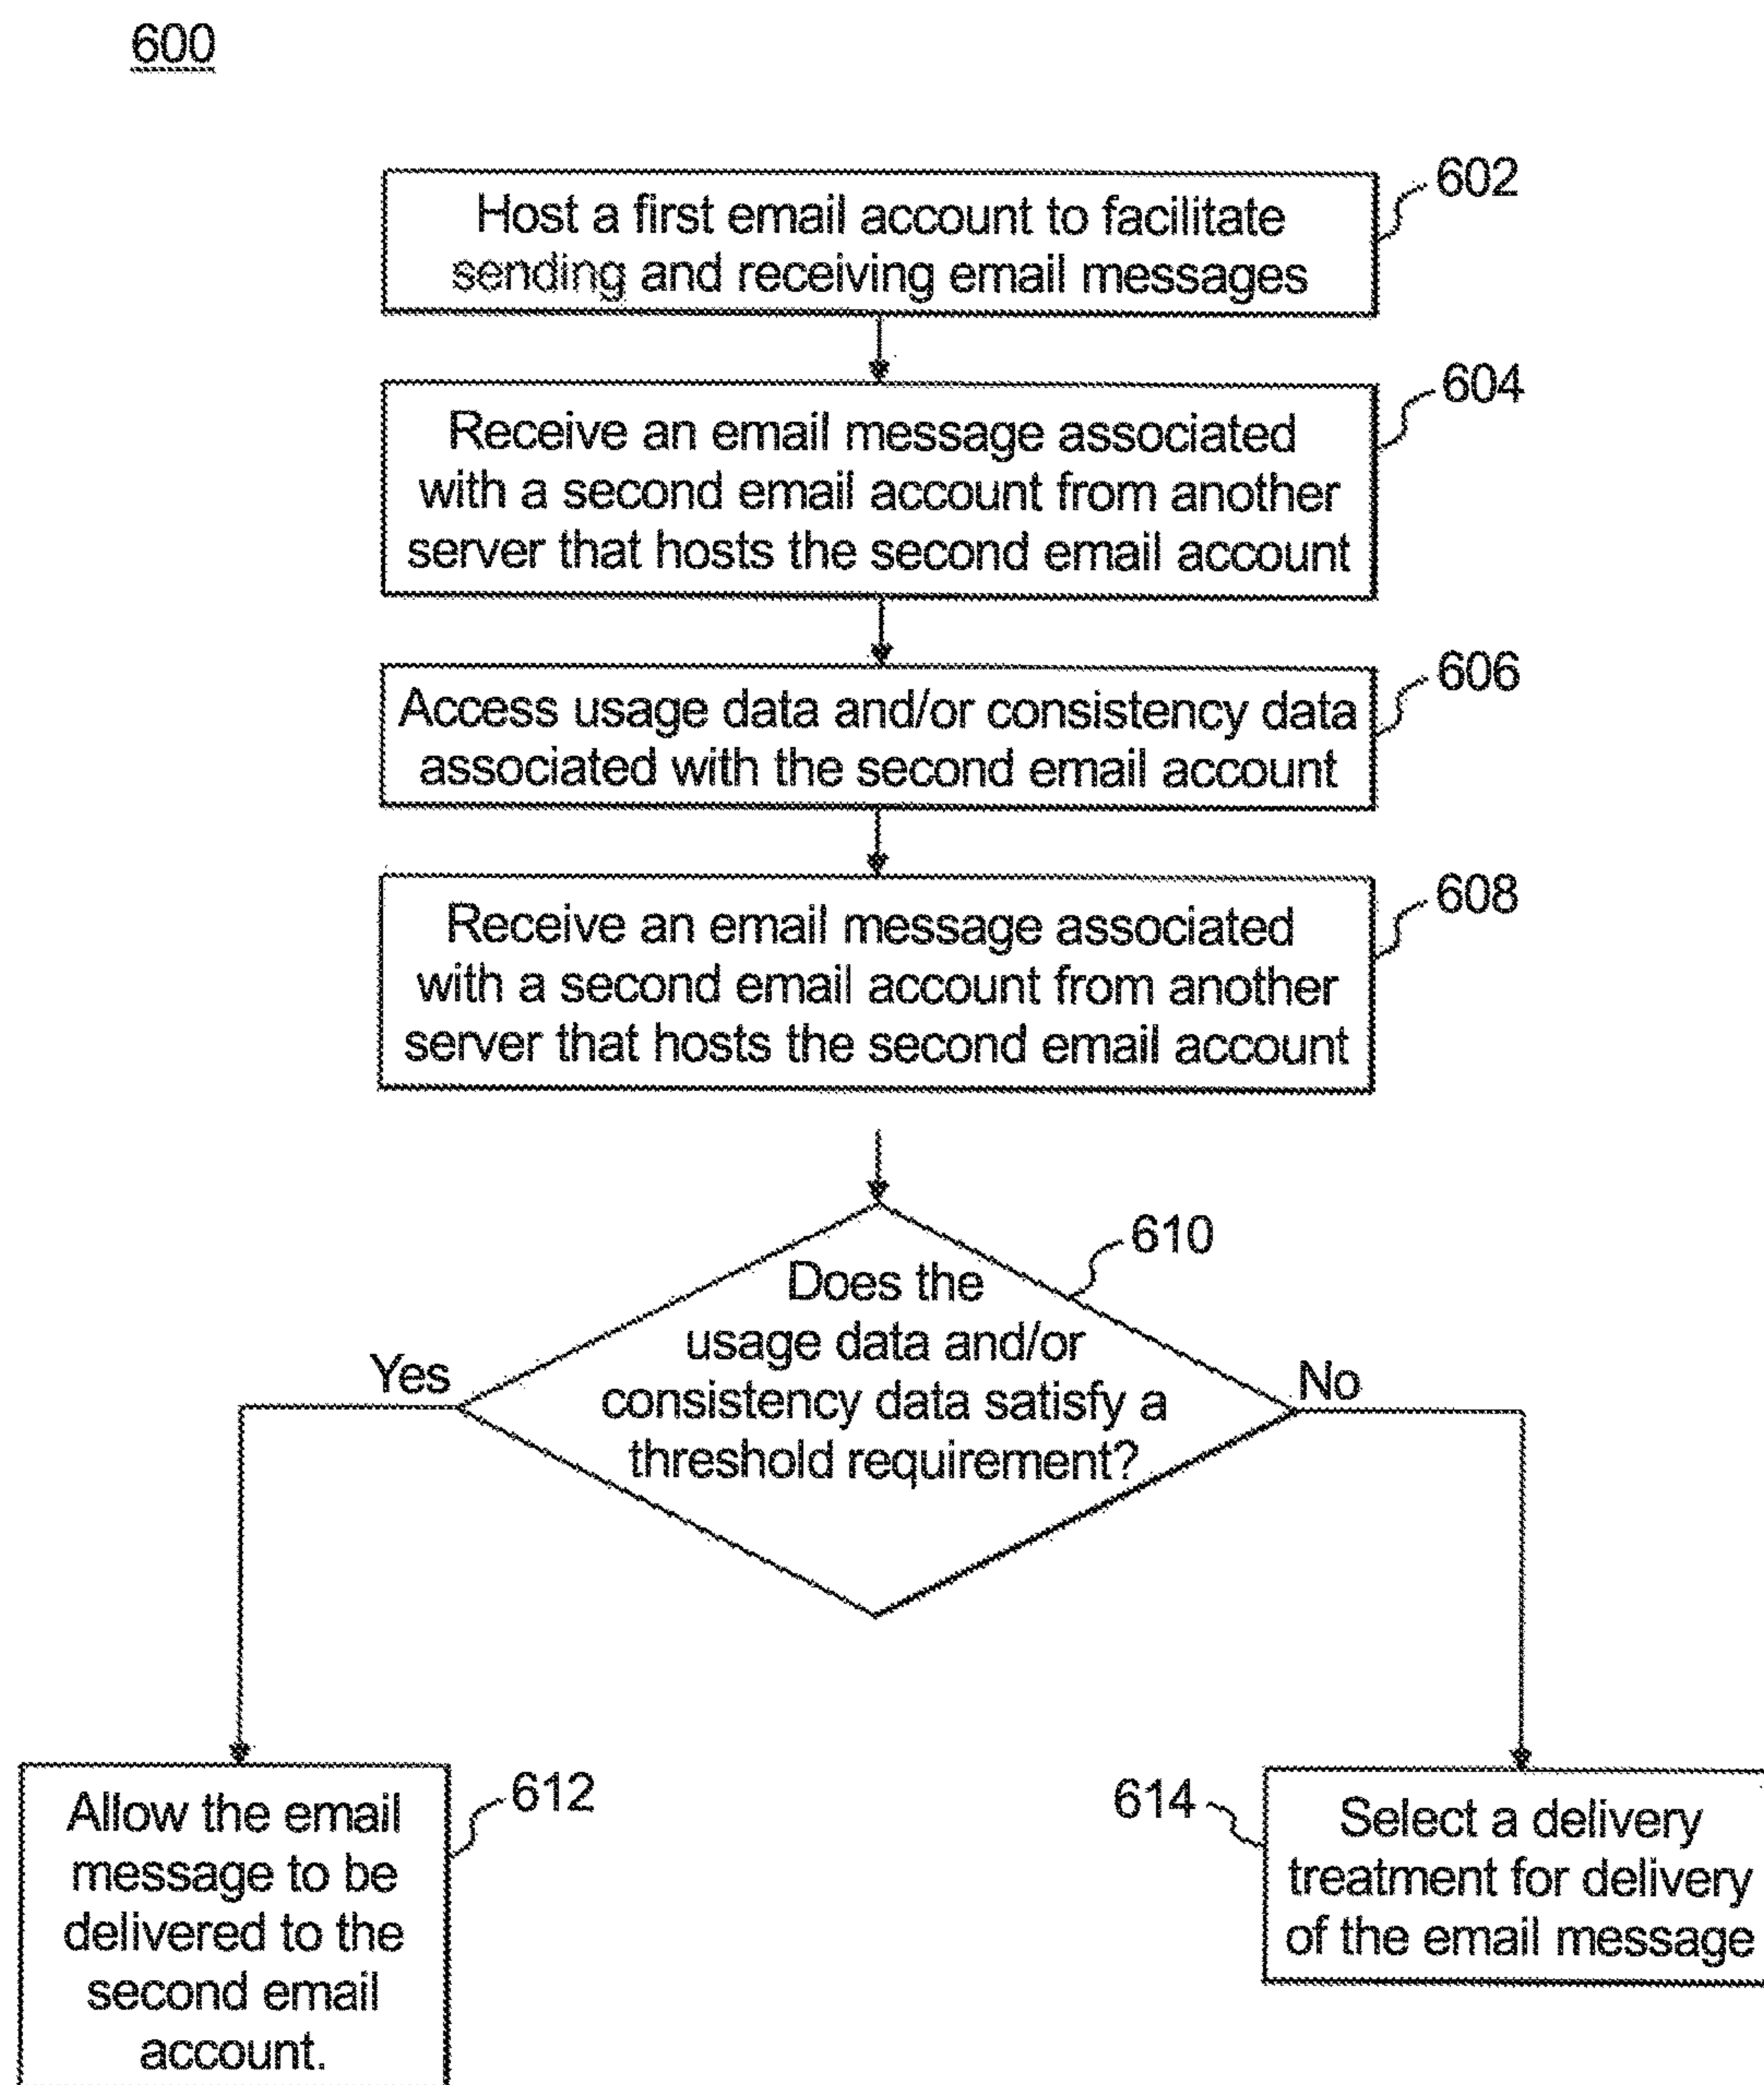 600
Host a first email account to facilitate
sending and receiving email messages
602
Receive an email message associated
with a second email account from another
server that hosts the second email account
604
Access usage data and/or consistency data
associated with the second email account
606
Receive an email message associated
with a second email account from another
server that hosts the second email account
608
Does the
usage data and/or
consistency data satisfy a
threshold requirement?
610
Yes
No
Allow the email
message to be
delivered to the
second email
account.
612
614
Select a delivery
treatment for delivery
of the email message